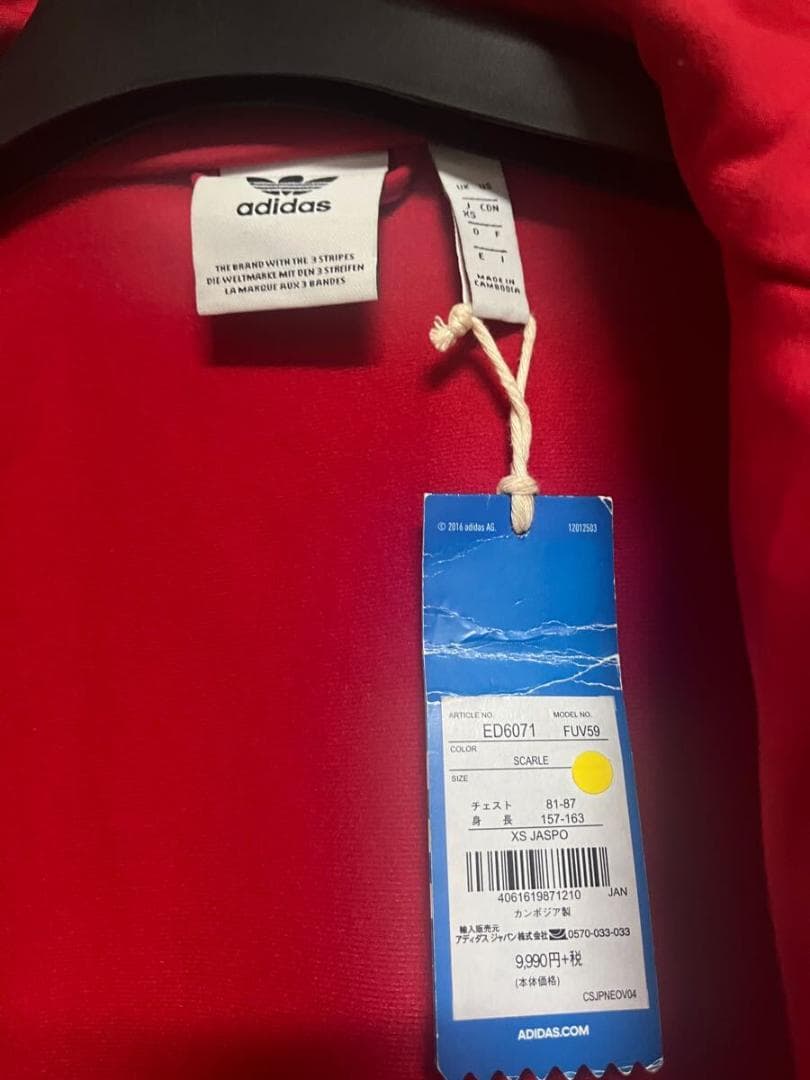 adidas
THE BRAND WITH THE 3 STRIPES
DIE WELTMARKE MIT DEN 3 STREIFEN
LA MARQUE AUX 3 BANDES
UK US
J CDN
XS
D F
E I
MADE IN
CAMBODIA
© 2016 adidas AG. 12012503
ARTICLE NO. MODEL NO.
ED6071 FUV59
COLOR
SCARLE
SIZE
チェスト 81-87
身長 157-163
XS JASPO
4061619871210 JAN
カンボジア製
輸入販売元
アディダス ジャパン株式会社 0570-033-033
9,990円+税
(本体価格)
CSJPNEOV04
ADIDAS.COM